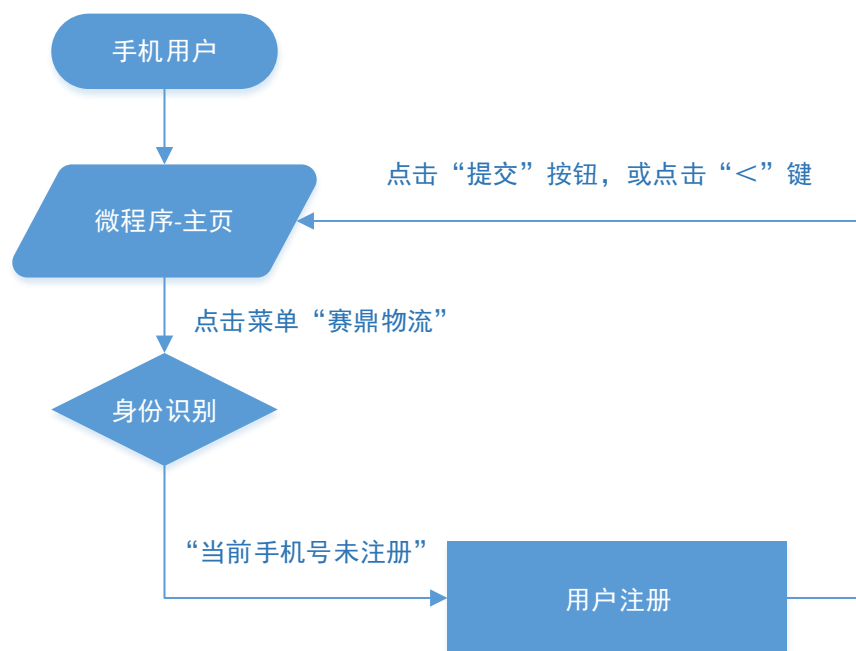 手机用户
点击“提交”按钮，或点击“<”键
微程序-主页
点击菜单“赛鼎物流”
身份识别
“当前手机号未注册”
用户注册